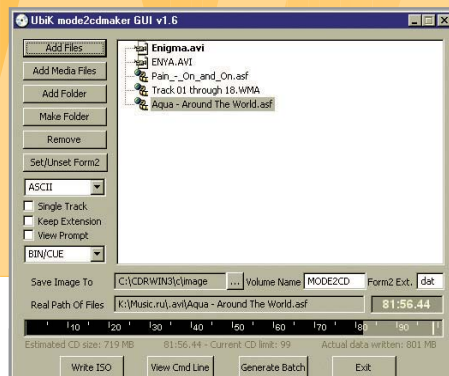 UbiK mode2cdmaker GUI v1.6
Add Files
Add Media Files
Add Folder
Make Folder
Remove
Set/Unset Form2
ASCII
Single Track
Keep Extension
View Prompt
BIN/CUE
Enigma.avi
ENYA.AVI
Pain_-_On_and_On.asf
Track 01 through 18.WMA
Aqua - Around The World.asf
Save Image To C:\CDRWIN3\c\image ... Volume Name MODE2CD Form2 Ext. dat
Real Path Of Files K:\Music.ru\.avi\Aqua - Around The World.asf 81:56.44
10 20 30 40 50 60 70 80 90
Estimated CD size: 719 MB 81:56.44 - Current CD limit: 99 Actual data written: 801 MB
Write ISO View Cmd Line Generate Batch Exit